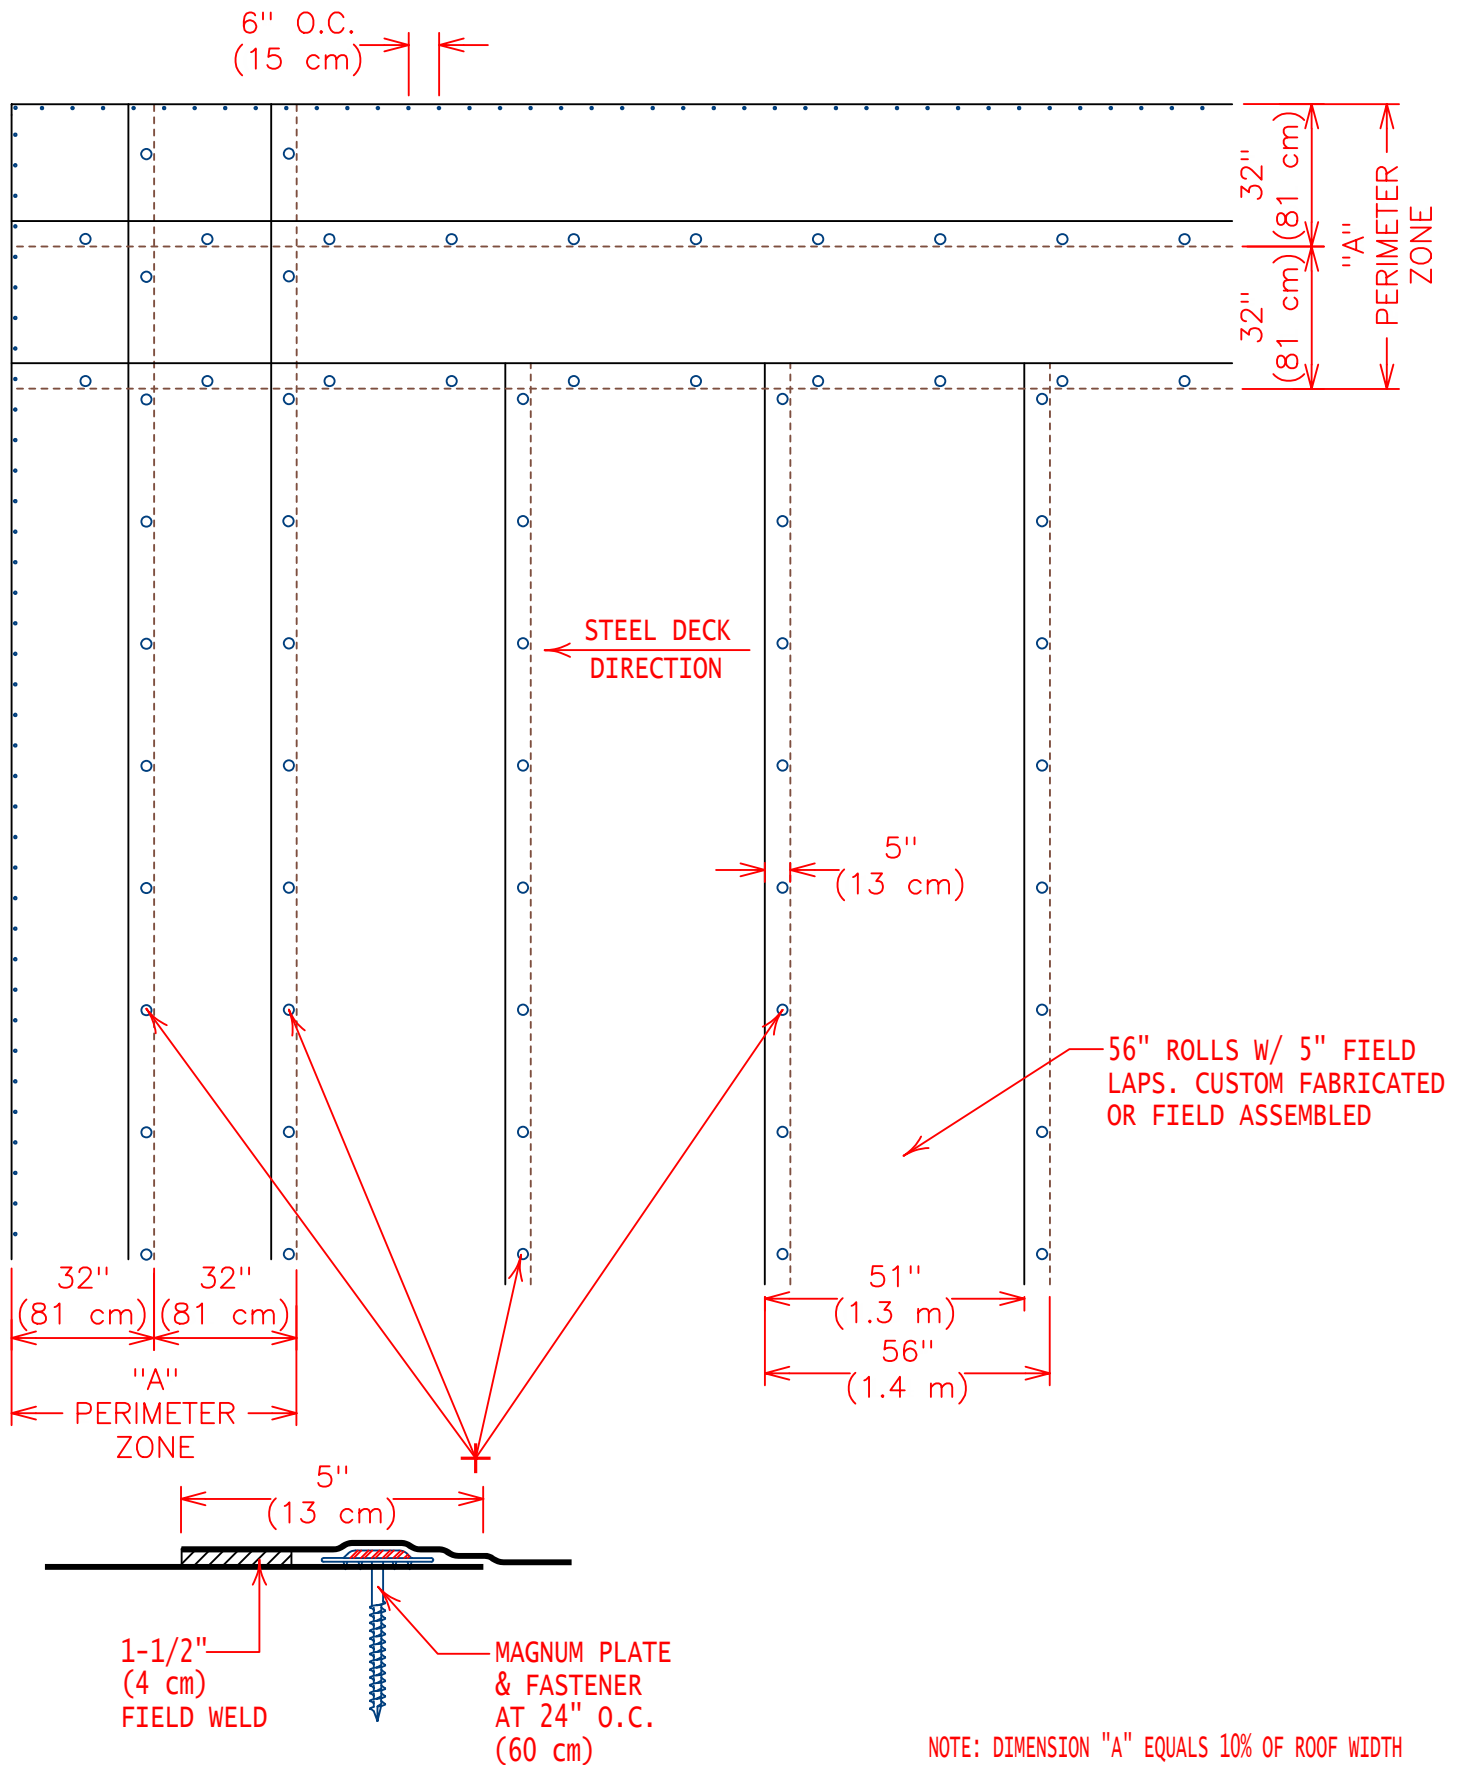 6" O.C.
(15 cm)
32"
(81 cm)
32"
(81 cm)
"A"
PERIMETER
ZONE
STEEL DECK
DIRECTION
5"
(13 cm)
56" ROLLS W/ 5" FIELD
LAPS. CUSTOM FABRICATED
OR FIELD ASSEMBLED
32"
(81 cm)
32"
(81 cm)
"A"
PERIMETER
ZONE
51"
(1.3 m)
56"
(1.4 m)
5"
(13 cm)
1-1/2"
(4 cm)
FIELD WELD
MAGNUM PLATE
& FASTENER
AT 24" O.C.
(60 cm)
NOTE: DIMENSION "A" EQUALS 10% OF ROOF WIDTH